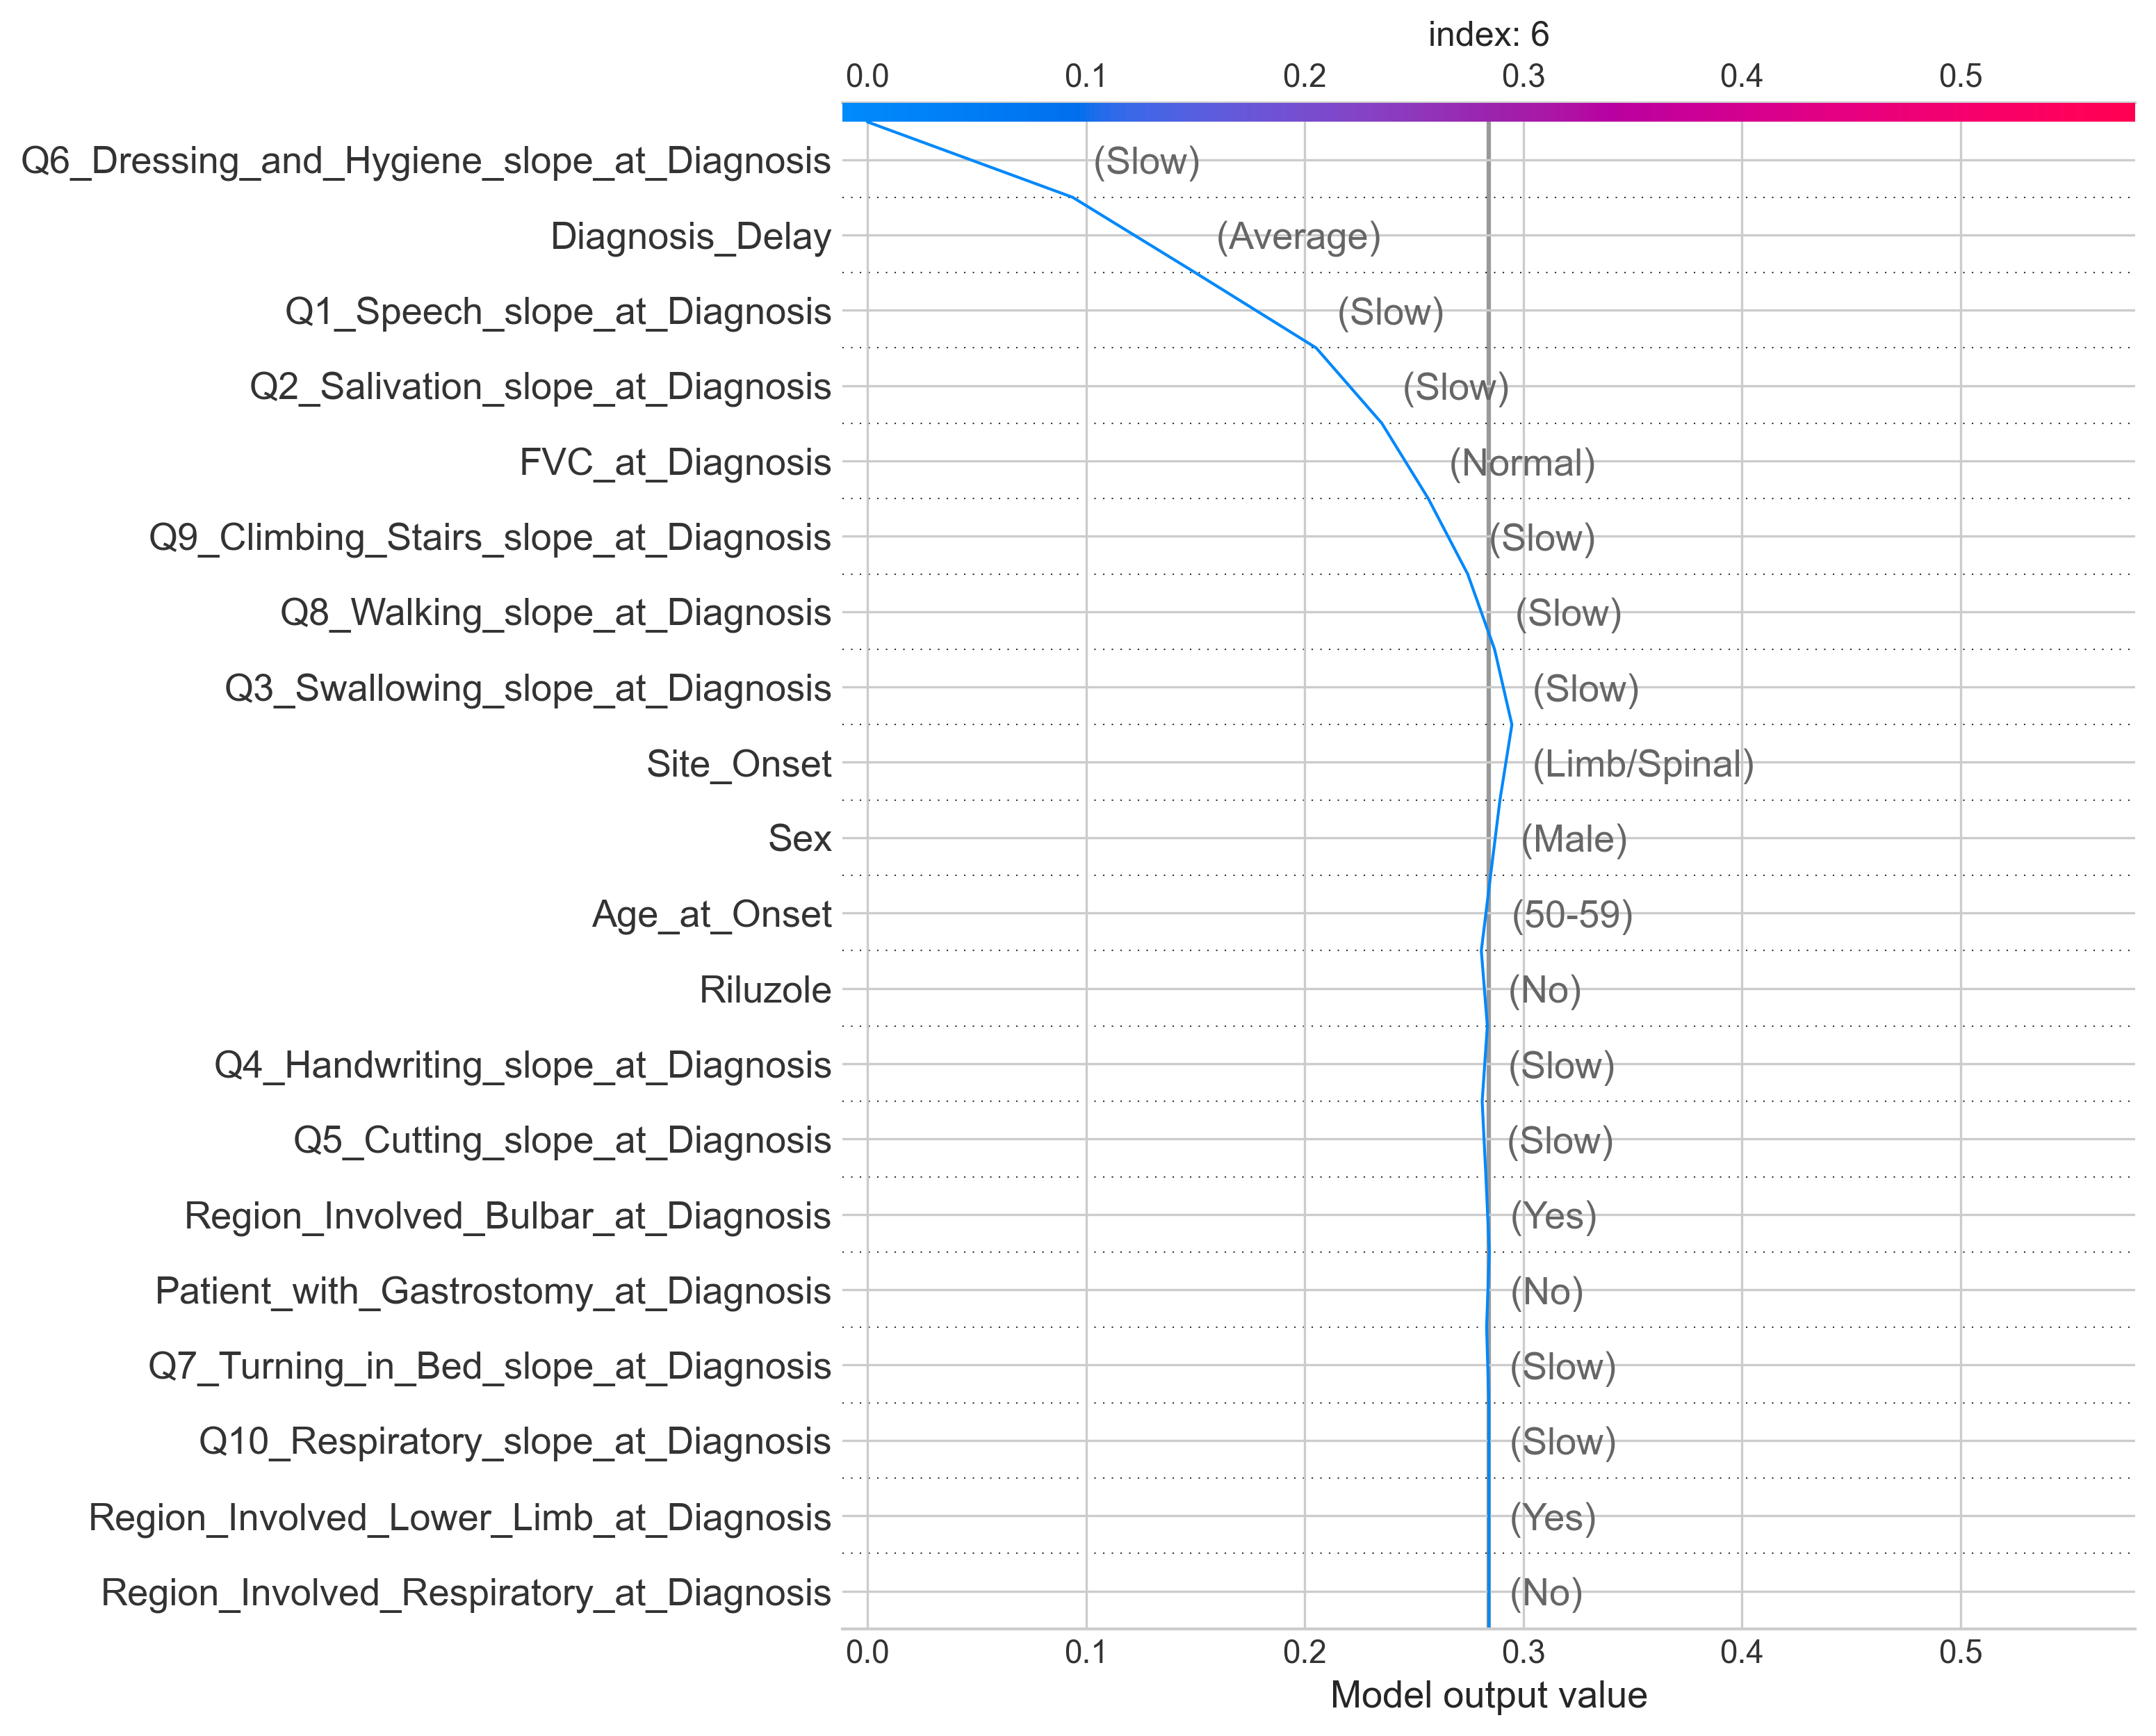 index: 6
0.0 0.1 0.2 0.3 0.4 0.5
Q6_Dressing_and_Hygiene_slope_at_Diagnosis (Slow)
Diagnosis_Delay (Average)
Q1_Speech_slope_at_Diagnosis (Slow)
Q2_Salivation_slope_at_Diagnosis (Slow)
FVC_at_Diagnosis (Normal)
Q9_Climbing_Stairs_slope_at_Diagnosis (Slow)
Q8_Walking_slope_at_Diagnosis (Slow)
Q3_Swallowing_slope_at_Diagnosis (Slow)
Site_Onset (Limb/Spinal)
Sex (Male)
Age_at_Onset (50-59)
Riluzole (No)
Q4_Handwriting_slope_at_Diagnosis (Slow)
Q5_Cutting_slope_at_Diagnosis (Slow)
Region_Involved_Bulbar_at_Diagnosis (Yes)
Patient_with_Gastrostomy_at_Diagnosis (No)
Q7_Turning_in_Bed_slope_at_Diagnosis (Slow)
Q10_Respiratory_slope_at_Diagnosis (Slow)
Region_Involved_Lower_Limb_at_Diagnosis (Yes)
Region_Involved_Respiratory_at_Diagnosis (No)
0.0 0.1 0.2 0.3 0.4 0.5
Model output value